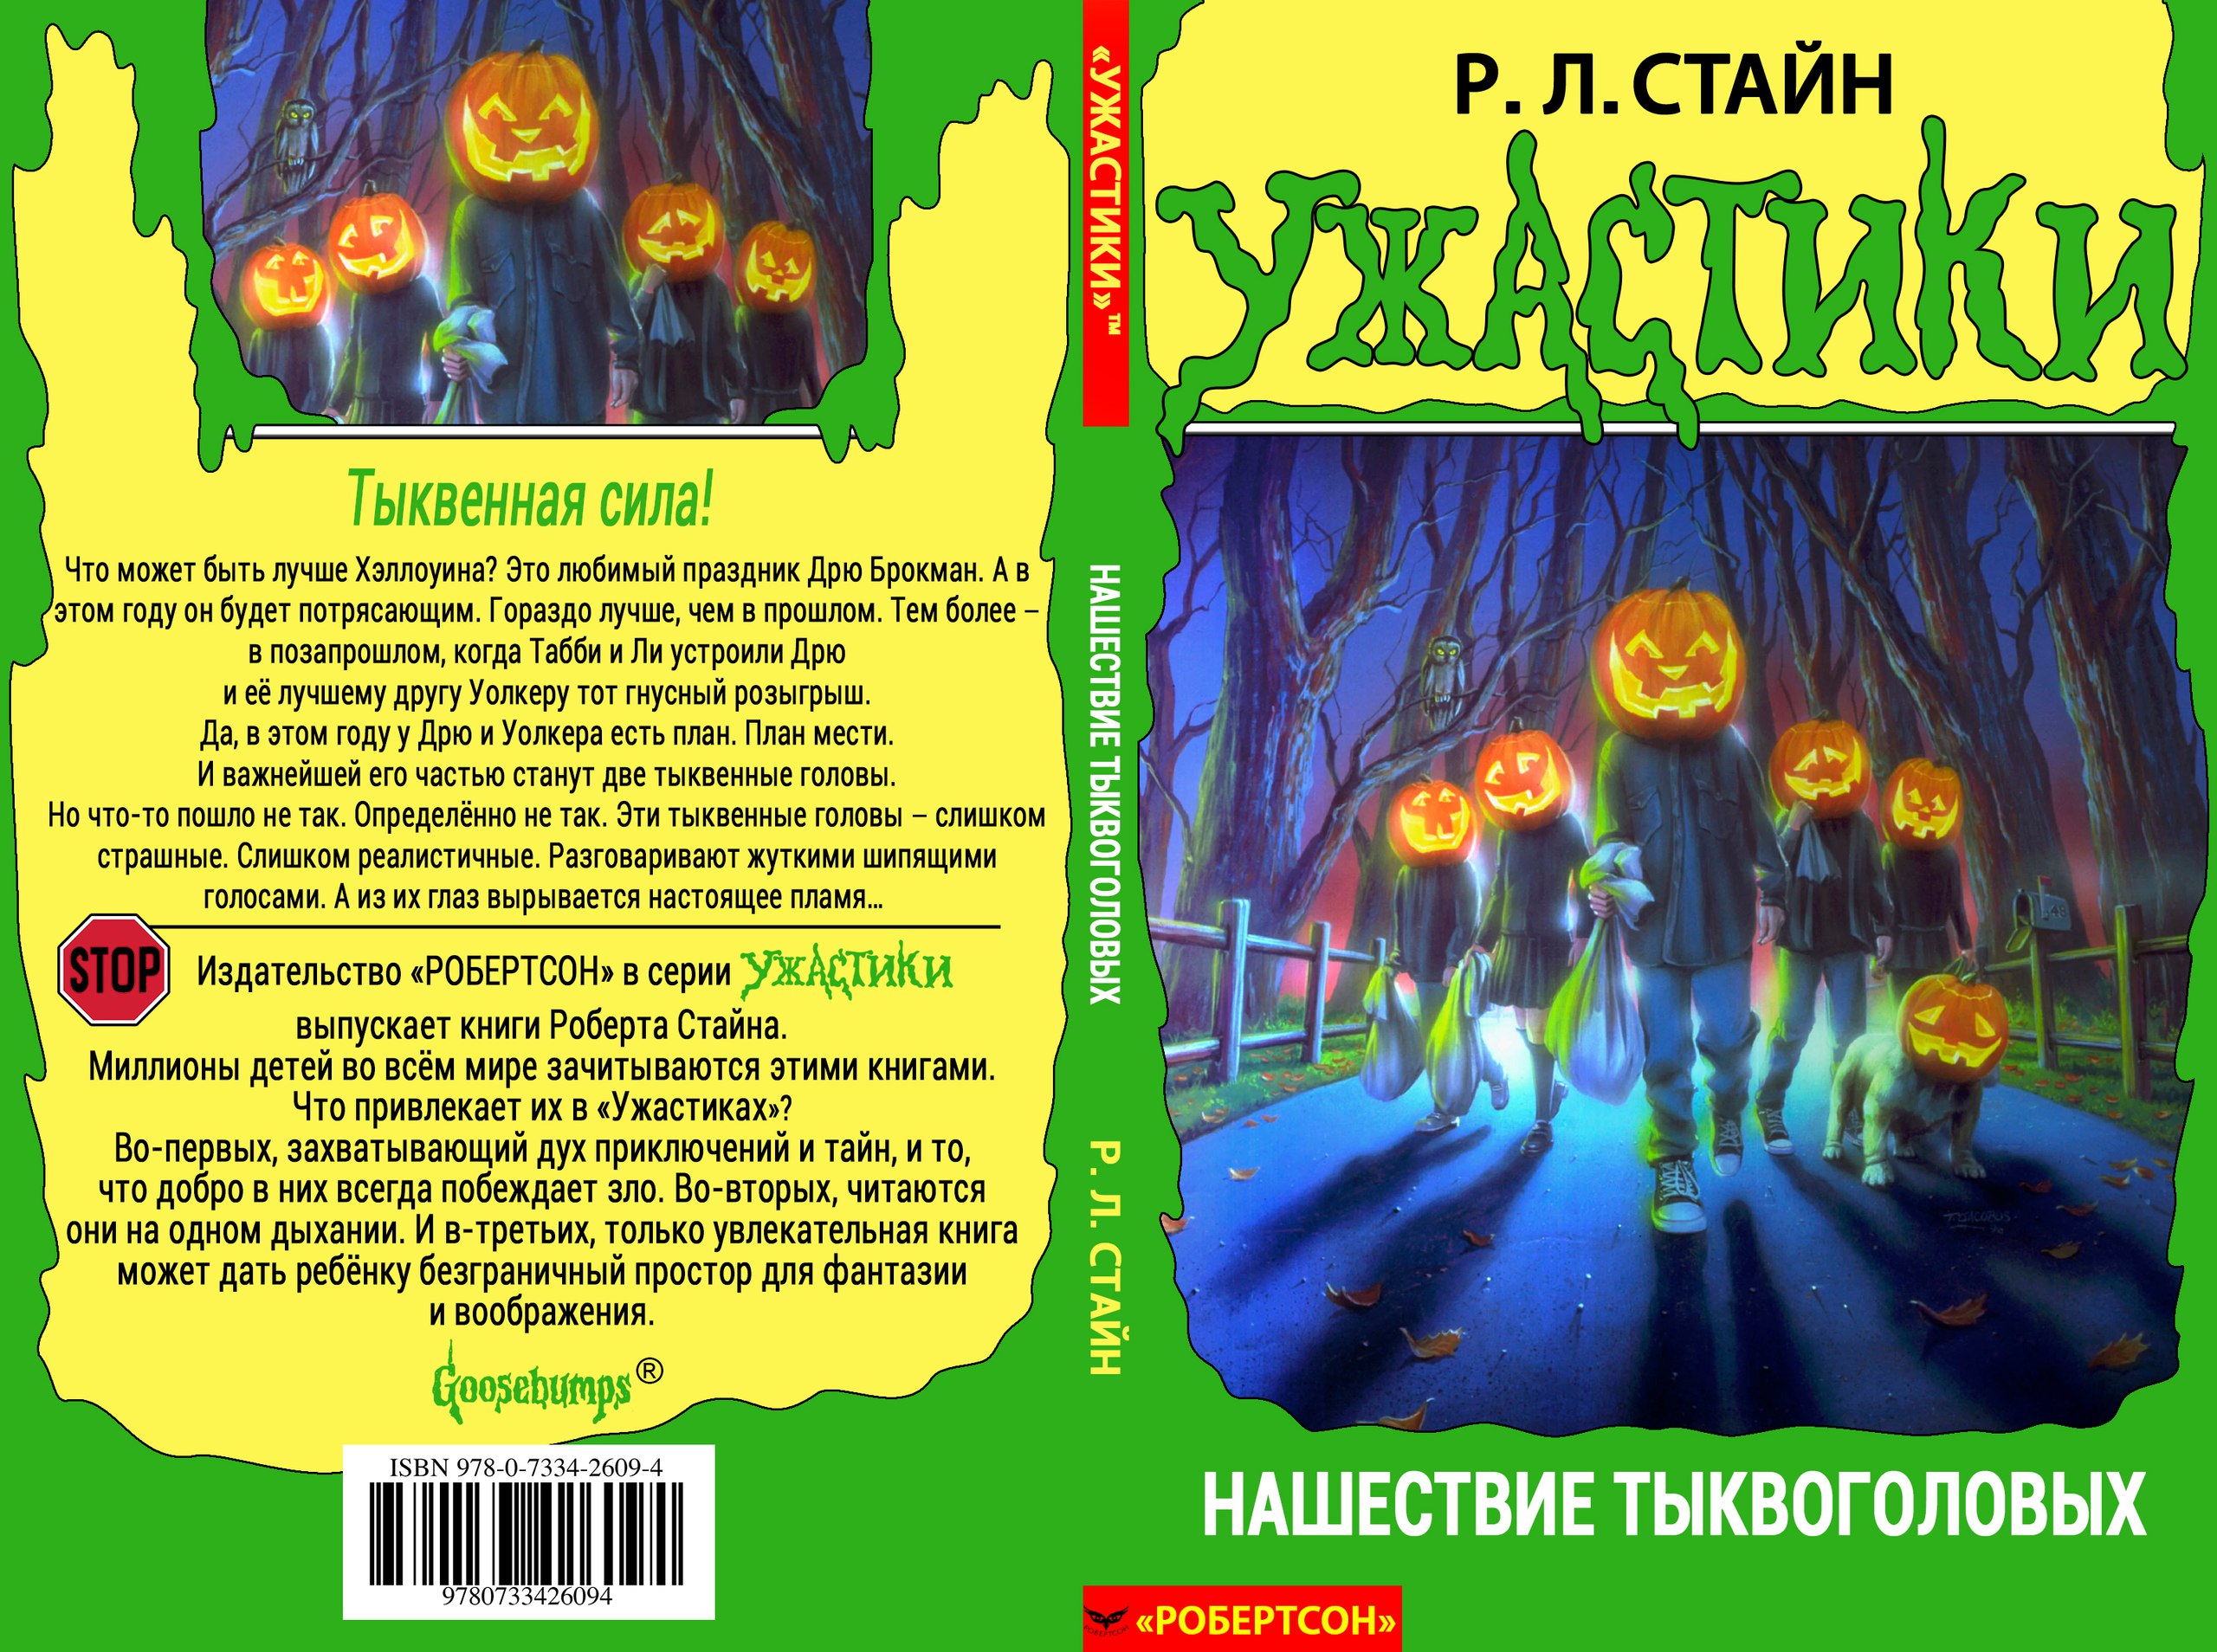 Тыквенная сила!
Что может быть лучше Хэллоуина? Это любимый праздник Дрю Брокман. А в
этом году он будет потрясающим. Гораздо лучше, чем в прошлом. Тем более –
в позапрошлом, когда Табби и Ли устроили Дрю
и её лучшему другу Уолкеру тот гнусный розыгрыш.
Да, в этом году у Дрю и Уолкера есть план. План мести.
И важнейшей его частью станут две тыквенные головы.
Но что-то пошло не так. Определённо не так. Эти тыквенные головы – слишком
страшные. Слишком реалистичные. Разговаривают жуткими шипящими
голосами. А из их глаз вырывается настоящее пламя...
STOP
Издательство «РОБЕРТСОН» в серии УЖАСТИКИ
выпускает книги Роберта Стайна.
Миллионы детей во всём мире зачитываются этими книгами.
Что привлекает их в «Ужастиках»?
Во-первых, захватывающий дух приключений и тайн, и то,
что добро в них всегда побеждает зло. Во-вторых, читаются
они на одном дыхании. И в-третьих, только увлекательная книга
может дать ребёнку безграничный простор для фантазии
и воображения.
Goosebumps®
ISBN 978-0-7334-2609-4
9780733426094
«УЖАСТИКИ»™
НАШЕСТВИЕ ТЫКВОГОЛОВЫХ
Р. Л. СТАЙН
Р. Л. СТАЙН
УЖАСТИКИ
НАШЕСТВИЕ ТЫКВОГОЛОВЫХ
РОБЕРТСОН
«РОБЕРТСОН»